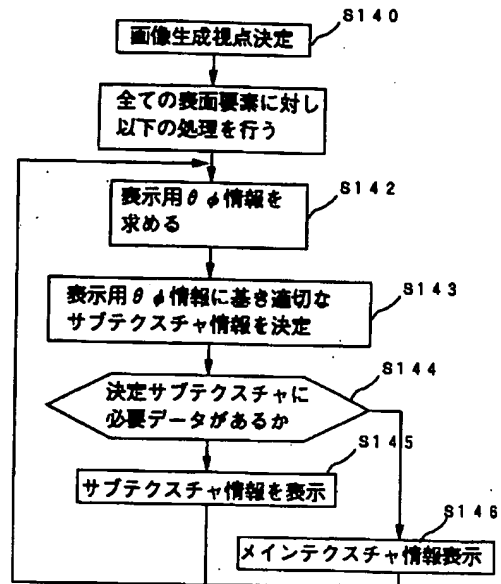 S140
画像生成視点決定
全ての表面要素に対し
以下の処理を行う
S142
表示用θφ情報を
求める
S143
表示用θφ情報に基き適切な
サブテクスチャ情報を決定
S144
決定サブテクスチャに
必要データがあるか
S145
サブテクスチャ情報を表示
S146
メインテクスチャ情報表示